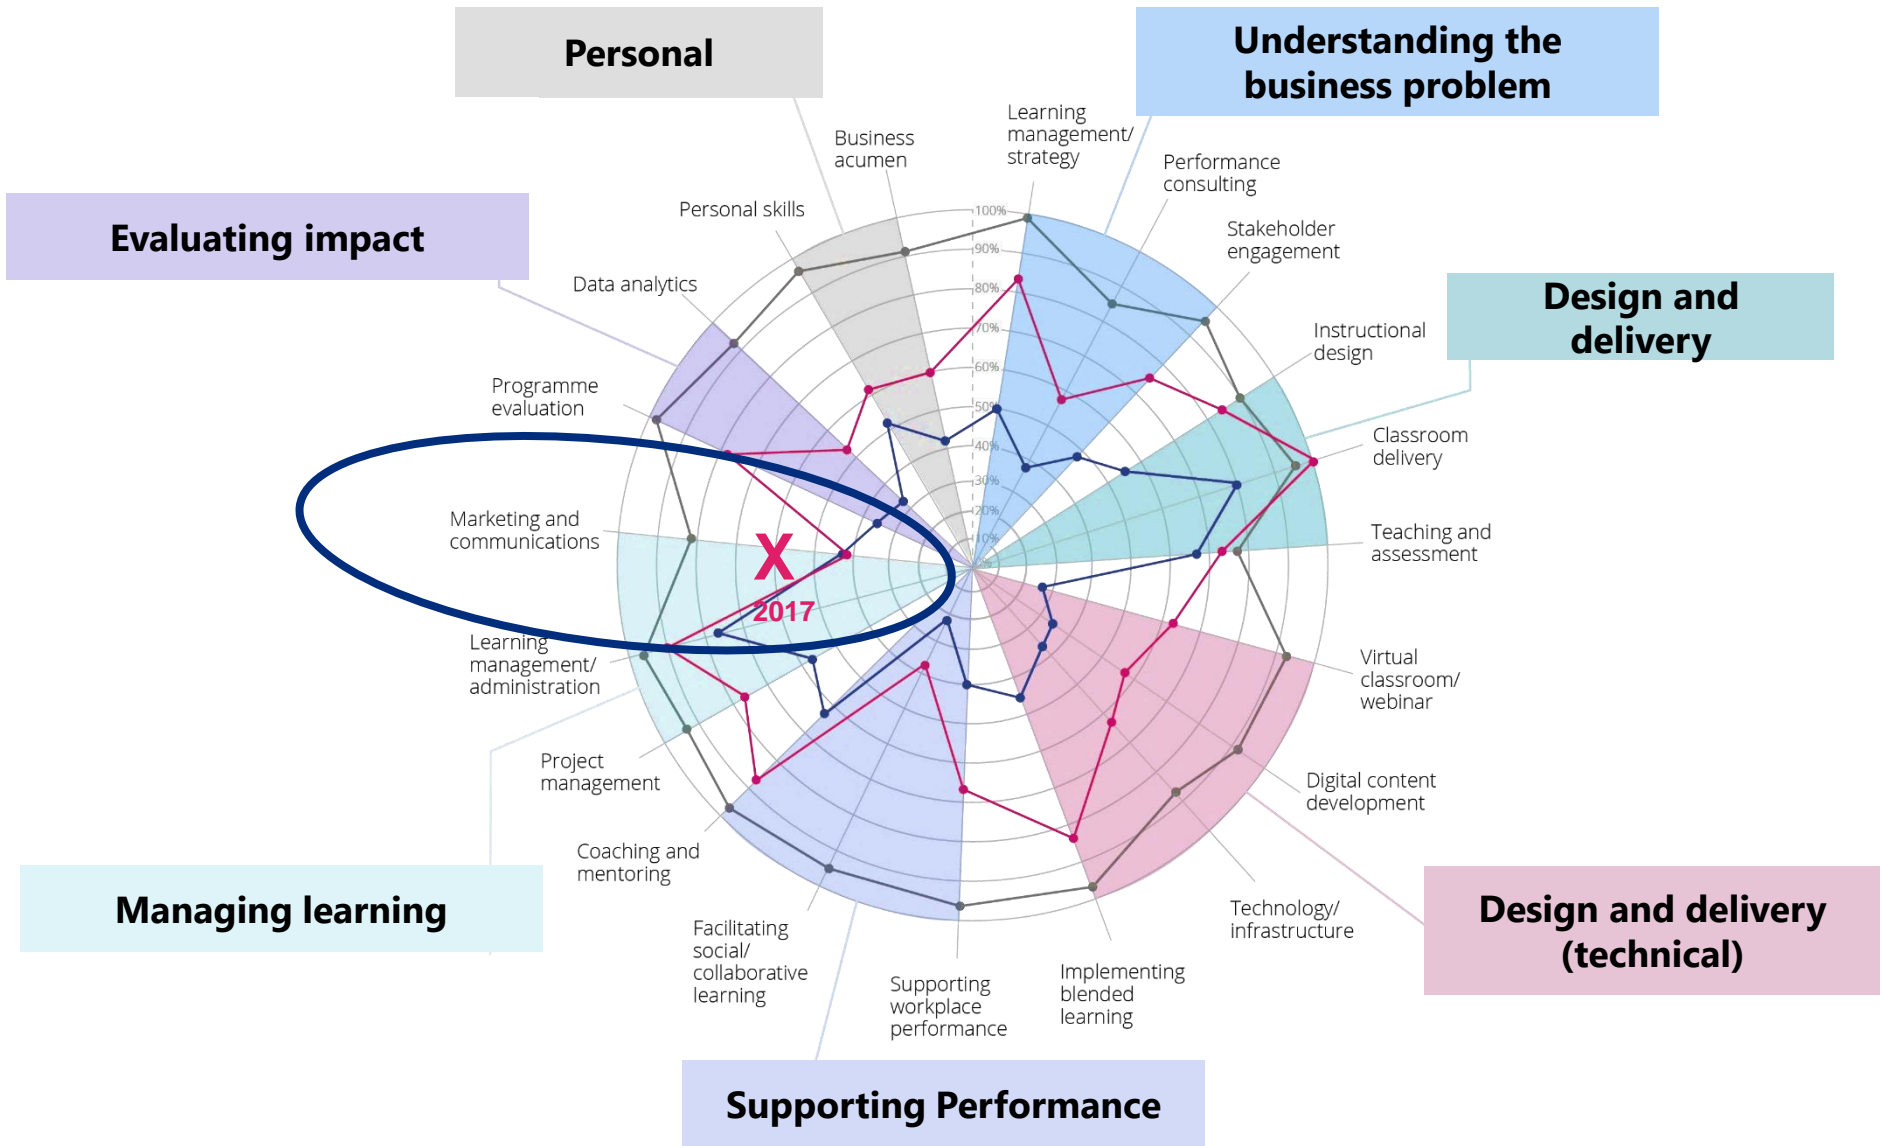 Personal
Understanding the
business problem
Learning
management/
strategy
Business
acumen
Performance
consulting
Personal skills
Stakeholder
engagement
Evaluating impact
Data analytics
Design and
delivery
Instructional
design
Programme
evaluation
Classroom
delivery
Marketing and
communications
Teaching and
assessment
100%
90%
80%
70%
60%
50%
40%
30%
20%
10%
X
2017
Learning
management/
administration
Virtual
classroom/
webinar
Project
management
Digital content
development
Coaching and
mentoring
Managing learning
Technology/
infrastructure
Design and delivery
(technical)
Facilitating
social/
collaborative
learning
Implementing
blended
learning
Supporting
workplace
performance
Supporting Performance